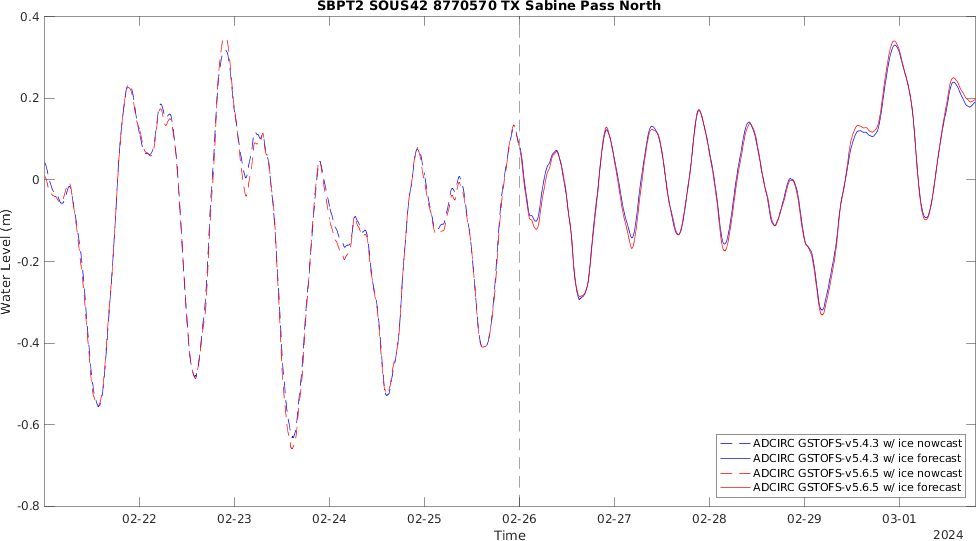 SBPT2 SOUS42 8770570 TX Sabine Pass North
0.4
0.2
0
-0.2
-0.4
-0.6
-0.8
Water Level (m)
ADCIRC GSTOFS-v5.4.3 w/ ice nowcast
ADCIRC GSTOFS-v5.4.3 w/ ice forecast
ADCIRC GSTOFS-v5.6.5 w/ ice nowcast
ADCIRC GSTOFS-v5.6.5 w/ ice forecast
02-22 02-23 02-24 02-25 02-26 02-27 02-28 02-29 03-01
Time
2024